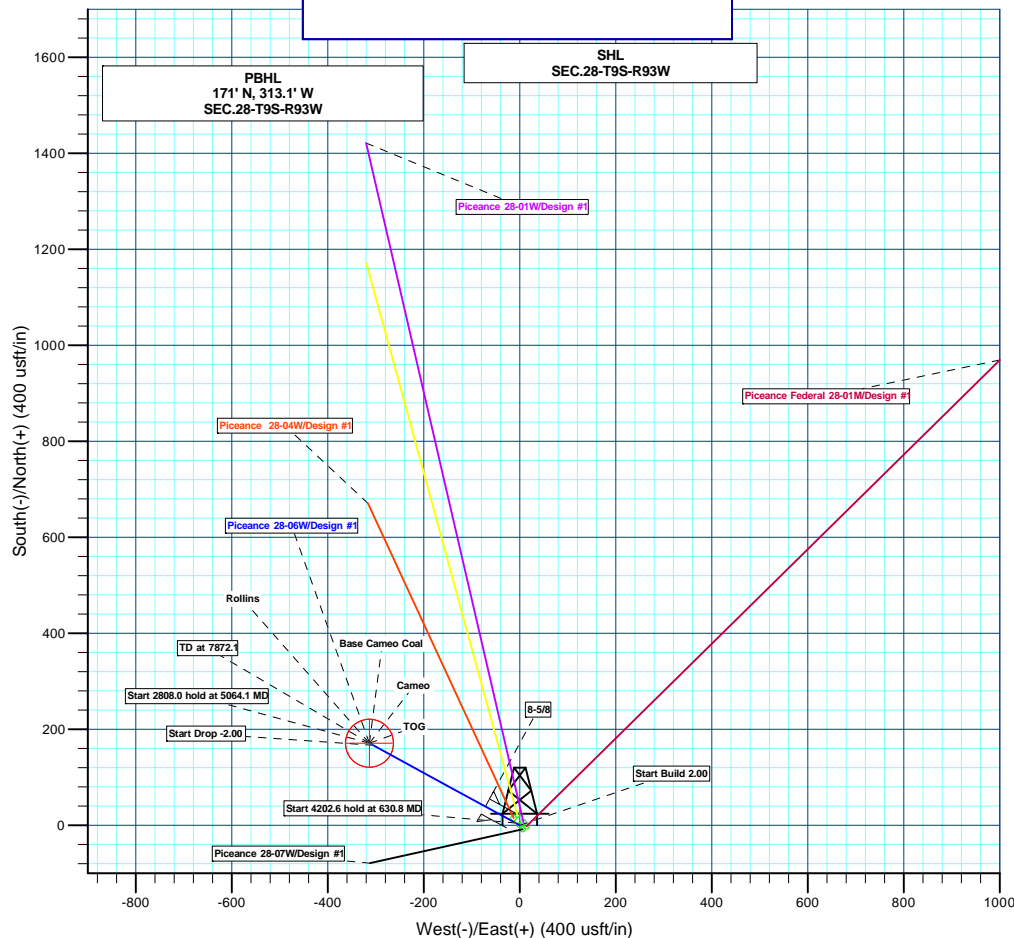 SHL
SEC.28-T9S-R93W
PBHL
171' N, 313.1' W
SEC.28-T9S-R93W
1600
1400
1200
1000
800
600
400
200
0
South(-)/North(+) (400 usft/in)
Piceance 28-01W/Design #1
Piceance Federal 28-01M/Design #1
Piceance 28-04W/Design #1
Piceance 28-06W/Design #1
Rollins
Base Cameo Coal
TD at 7872.1
Cameo
Start 2808.0 hold at 5064.1 MD
8-5/8
TOG
Start Drop -2.00
Start Build 2.00
Start 4202.6 hold at 630.8 MD
Piceance 28-07W/Design #1
-800 -600 -400 -200 0 200 400 600 800 1000
West(-)/East(+) (400 usft/in)